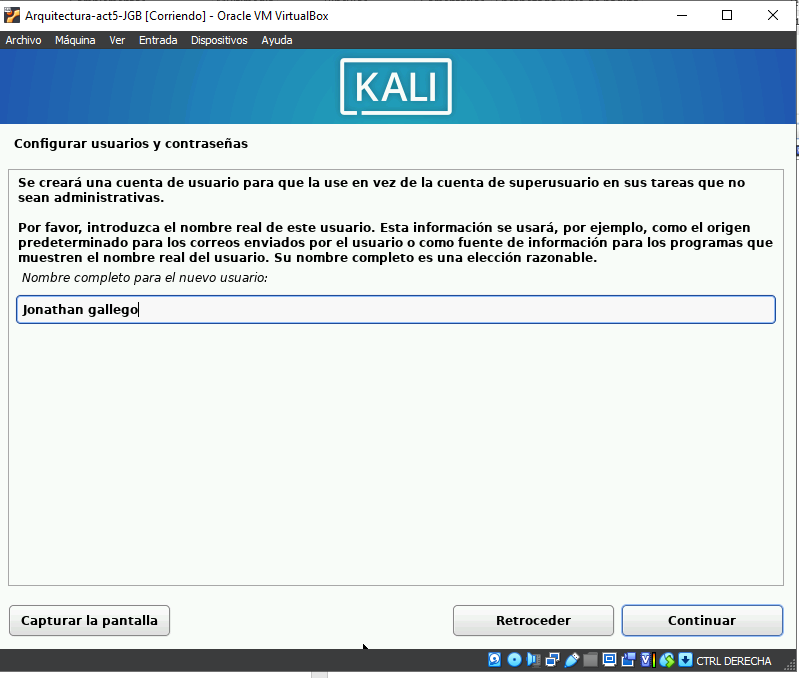 Arquitectura-act5-JGB [Corriendo] - Oracle VM VirtualBox
Archivo Máquina Ver Entrada Dispositivos Ayuda
KALI
Configurar usuarios y contraseñas
Se creará una cuenta de usuario para que la use en vez de la cuenta de superusuario en sus tareas que no
sean administrativas.
Por favor, introduzca el nombre real de este usuario. Esta información se usará, por ejemplo, como el origen
predeterminado para los correos enviados por el usuario o como fuente de información para los programas que
muestren el nombre real del usuario. Su nombre completo es una elección razonable.
Nombre completo para el nuevo usuario:
Jonathan gallego
Capturar la pantalla Retroceder Continuar
CTRL DERECHA